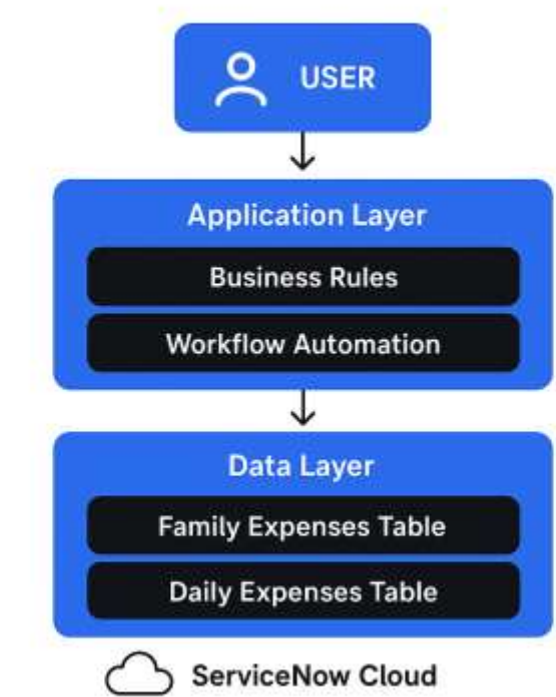 USER
Application Layer
Business Rules
Workflow Automation
Data Layer
Family Expenses Table
Daily Expenses Table
ServiceNow Cloud